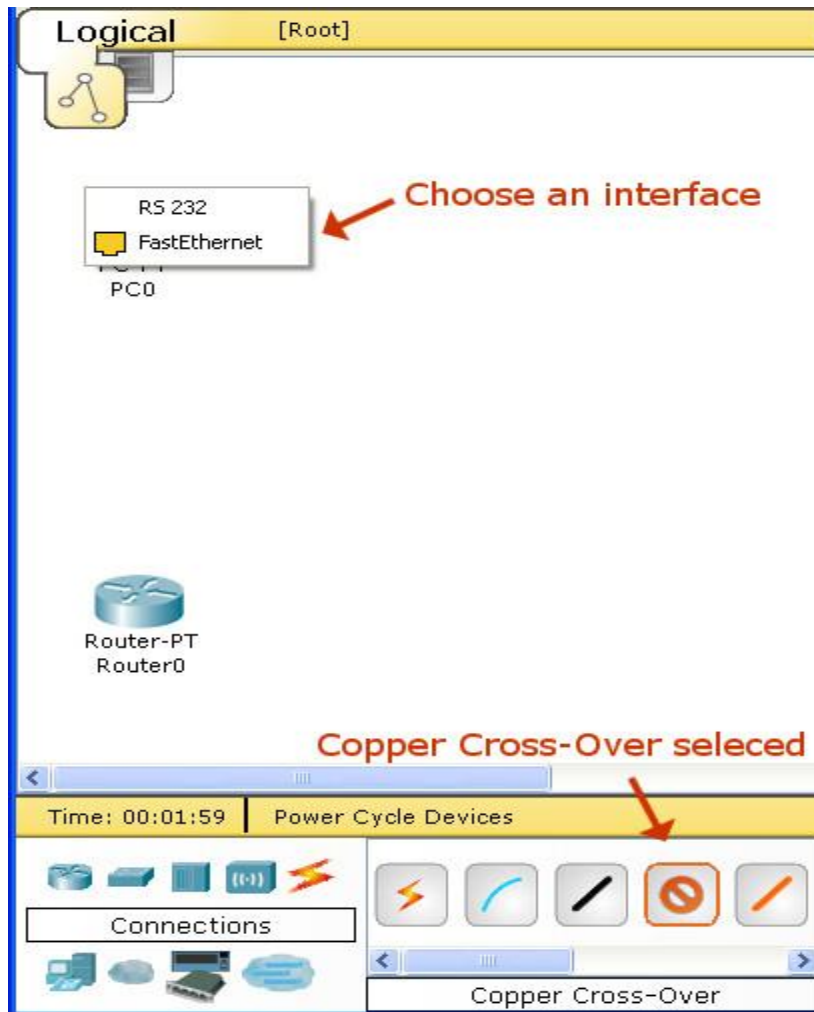 Logical [Root]
Choose an interface
RS 232
FastEthernet
PC0
Router-PT
Router0
Copper Cross-Over seleced
Time: 00:01:59 Power Cycle Devices
Connections
Copper Cross-Over